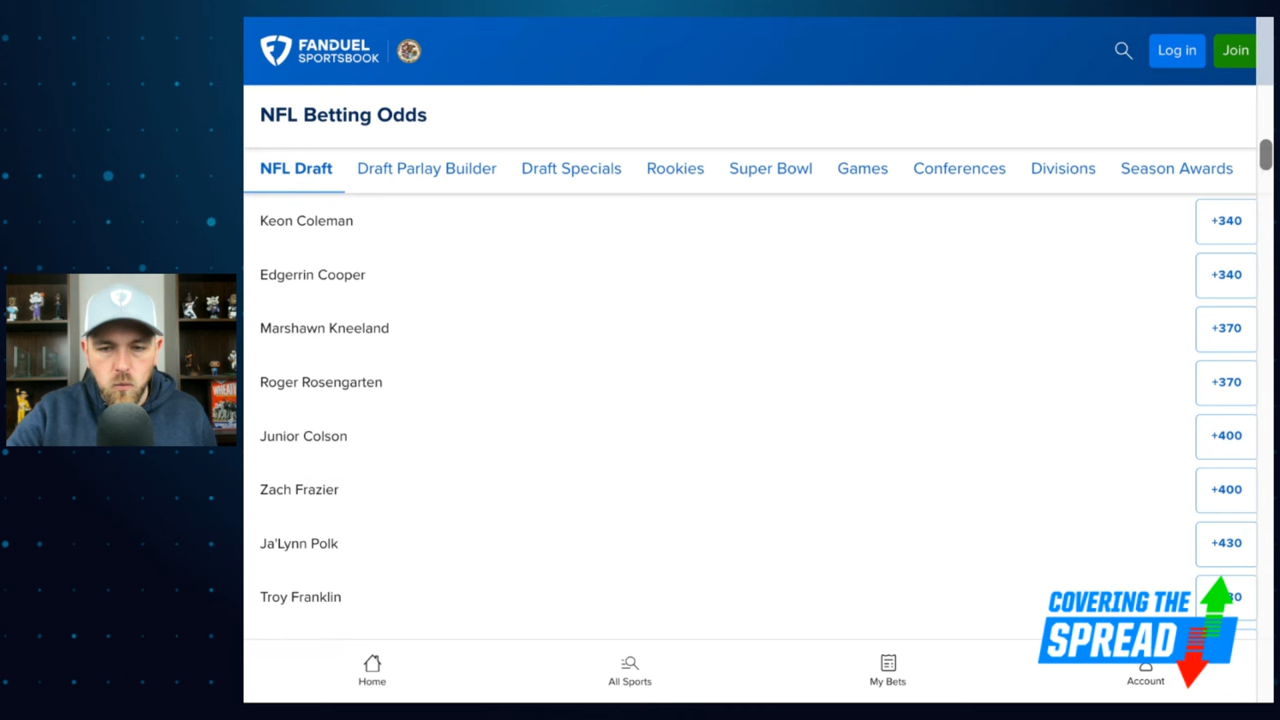 FANDUEL
SPORTSBOOK
Log in
Join
NFL Betting Odds
NFL Draft Draft Parlay Builder Draft Specials Rookies Super Bowl Games Conferences Divisions Season Awards
Keon Coleman +340
Edgerrin Cooper +340
Marshawn Kneeland +370
Roger Rosengarten +370
Junior Colson +400
Zach Frazier +400
Ja'Lynn Polk +430
Troy Franklin
COVERING THE
SPREAD
Home All Sports My Bets Account